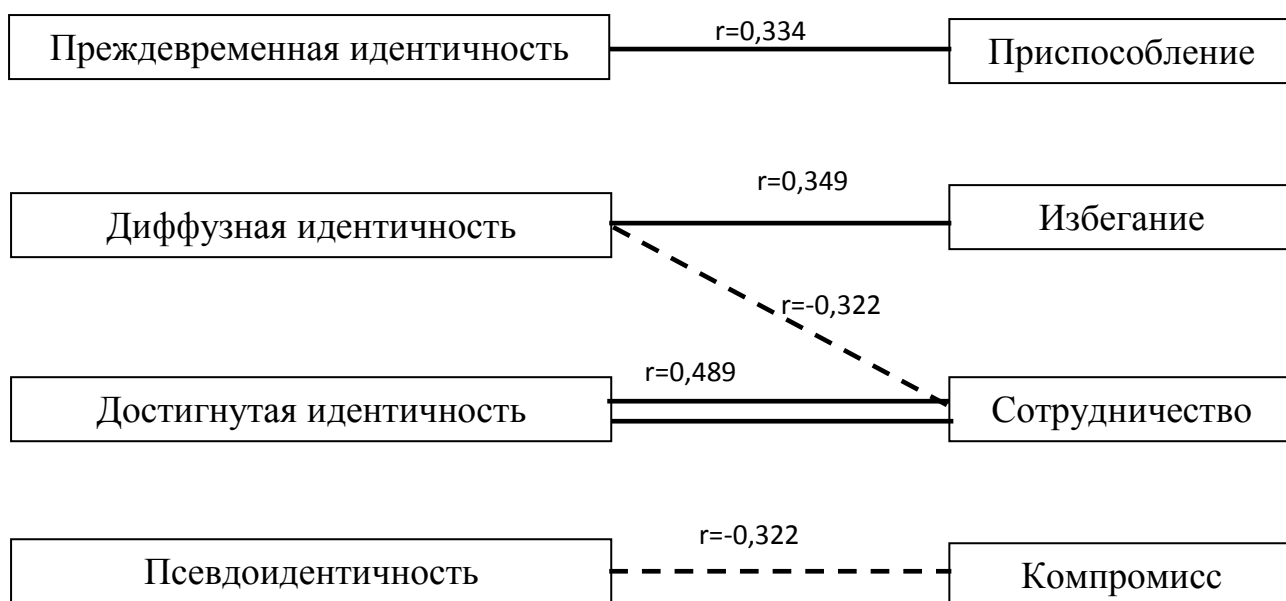 Преждевременная идентичность
r=0,334
Приспособление
Диффузная идентичность
r=0,349
Избегание
r=-0,322
Достигнутая идентичность
r=0,489
Сотрудничество
Псевдоидентичность
r=-0,322
Компромисс